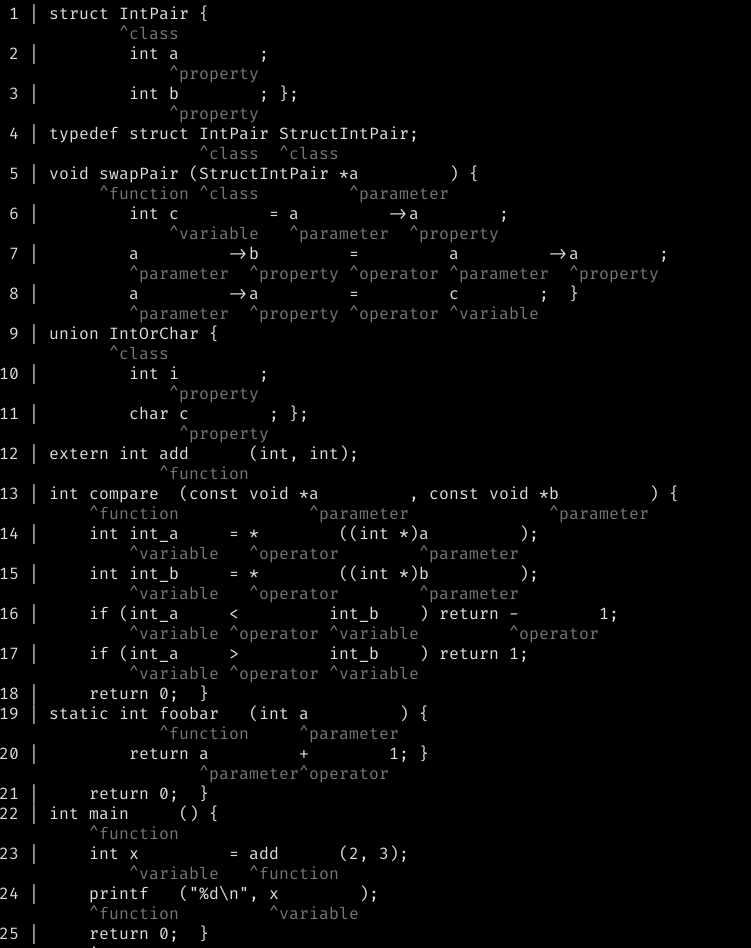 1 | struct IntPair {
^class
2 | int a ;
^property
3 | int b ; };
^property
4 | typedef struct IntPair StructIntPair;
^class ^class
5 | void swapPair (StructIntPair *a ) {
^function ^class ^parameter
6 | int c = a ->a ;
^variable ^parameter ^property
7 | a ->b = a ->a ;
^parameter ^property ^operator ^parameter ^property
8 | a ->a = c ; }
^parameter ^property ^operator ^variable
9 | union IntOrChar {
^class
10 | int i ;
^property
11 | char c ; };
^property
12 | extern int add (int, int);
^function
13 | int compare (const void *a , const void *b ) {
^function ^parameter ^parameter
14 | int int_a = * ((int *)a );
^variable ^operator ^parameter
15 | int int_b = * ((int *)b );
^variable ^operator ^parameter
16 | if (int_a < int_b ) return - 1;
^variable ^operator ^variable ^operator
17 | if (int_a > int_b ) return 1;
^variable ^operator ^variable
18 | return 0; }
19 | static int foobar (int a ) {
^function ^parameter
20 | return a + 1; }
^parameter^operator
21 | return 0; }
22 | int main () {
^function
23 | int x = add (2, 3);
^variable ^function
24 | printf ("%d\n", x );
^function ^variable
25 | return 0; }